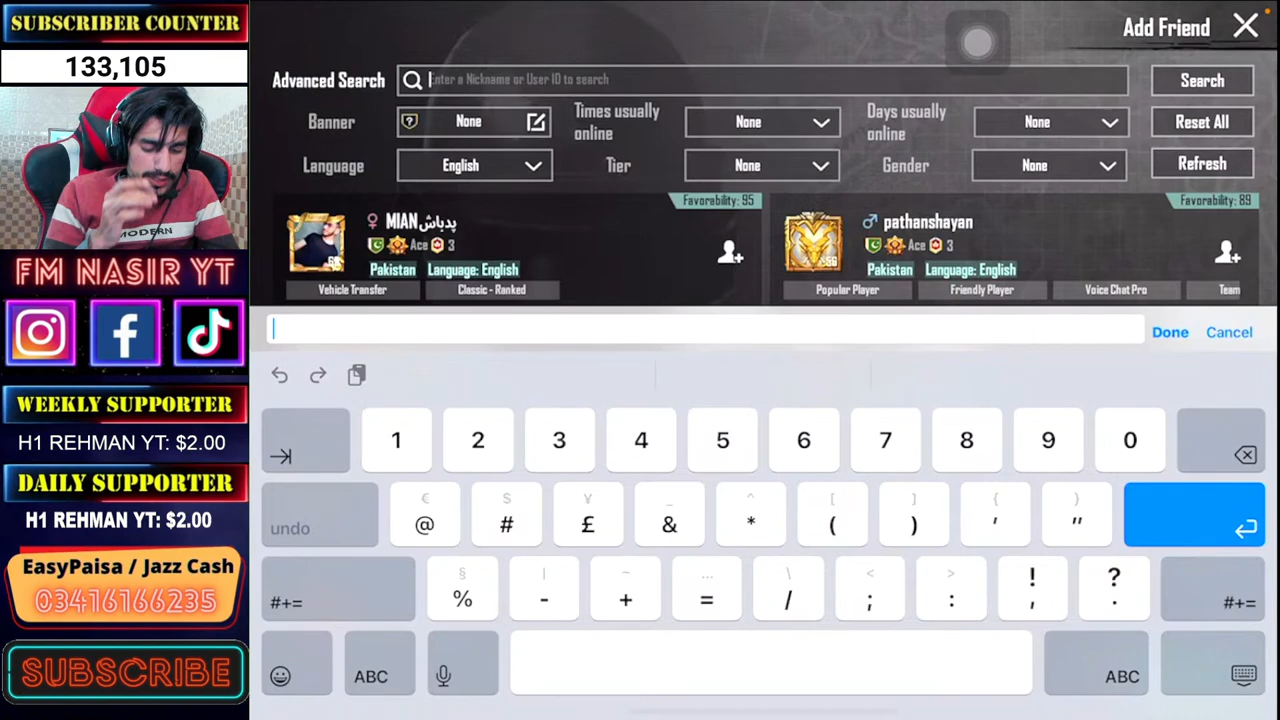 SUBSCRIBER COUNTER
133,105
MODERN
FM NASIR YT
WEEKLY SUPPORTER
H1 REHMAN YT: $2.00
DAILY SUPPORTER
H1 REHMAN YT: $2.00
EasyPaisa / Jazz Cash
03416166235
SUBSCRIBE
Add Friend
Advanced Search
Enter a Nickname or User ID to search
Search
Banner
None
Times usually online
None
Days usually online
None
Reset All
Language
English
Tier
None
Gender
None
Refresh
Favorability: 95
MIANپدباش
Ace 3
Pakistan Language: English
Vehicle Transfer Classic - Ranked
Favorability: 89
pathanshayan
Ace 3
Pakistan Language: English
Popular Player Friendly Player Voice Chat Pro Team
Done Cancel
1 2 3 4 5 6 7 8 9 0
€ $ ¥ _ ^ [ ] { }
undo @ # £ & * ( ) ' "
§ | ~ … \ < > ! ?
#+= % - + = / ; : , . #+=
ABC ABC